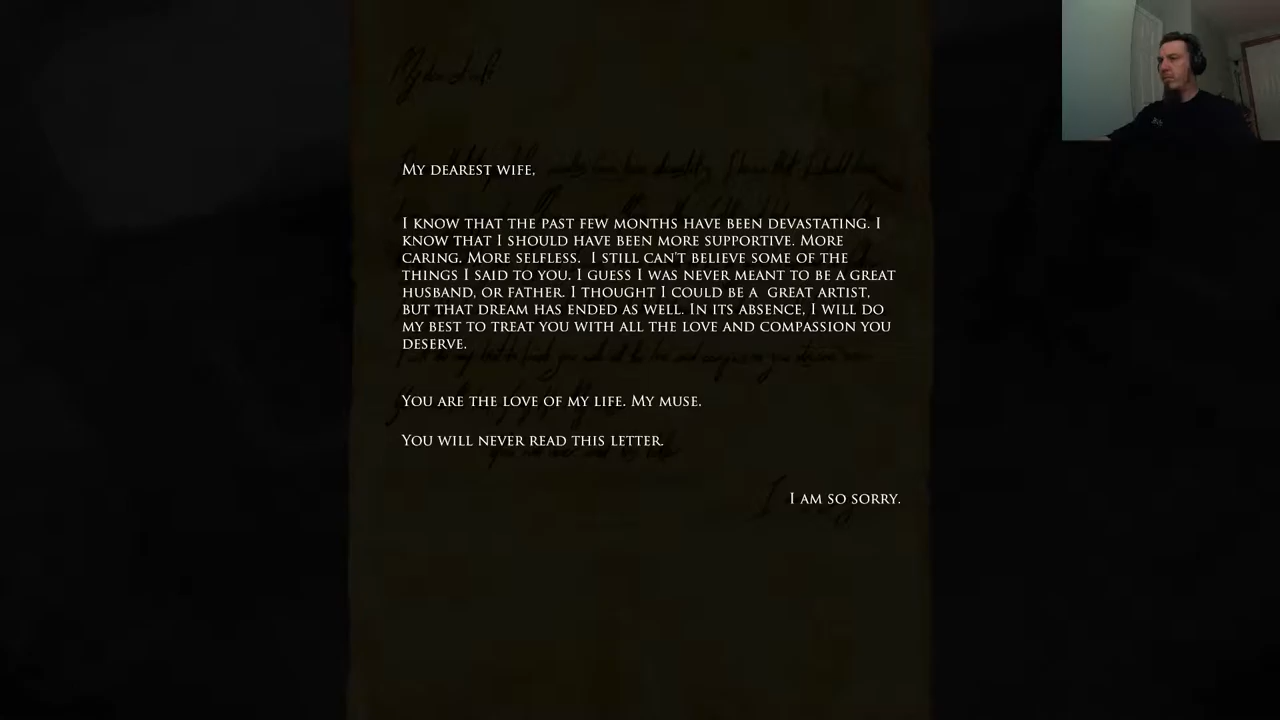 My dearest wife,
I know that the past few months have been devastating. I
know that I should have been more supportive. More
caring. More selfless.  I still can't believe some of the
things I said to you. I guess I was never meant to be a great
husband, or father. I thought I could be a  great artist,
but that dream has ended as well. In its absence, I will do
my best to treat you with all the love and compassion you
deserve.
You are the love of my life. My muse.
You will never read this letter.
I am so sorry.